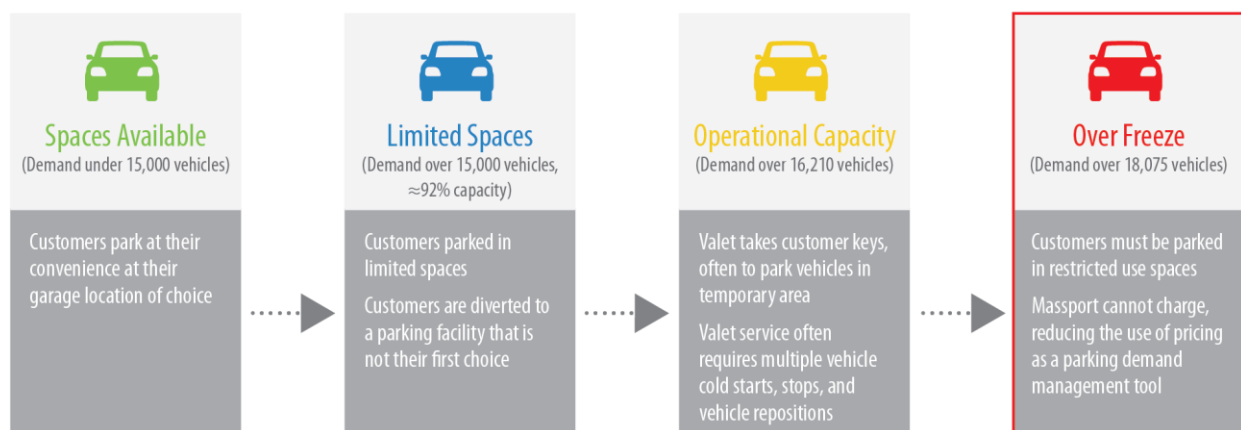 Spaces Available
(Demand under 15,000 vehicles)
Customers park at their
convenience at their
garage location of choice
Limited Spaces
(Demand over 15,000 vehicles,
≈92% capacity)
Customers parked in
limited spaces
Customers are diverted to
a parking facility that is
not their first choice
Operational Capacity
(Demand over 16,210 vehicles)
Valet takes customer keys,
often to park vehicles in
temporary area
Valet service often
requires multiple vehicle
cold starts, stops, and
vehicle repositions
Over Freeze
(Demand over 18,075 vehicles)
Customers must be parked
in restricted use spaces
Massport cannot charge,
reducing the use of pricing
as a parking demand
management tool